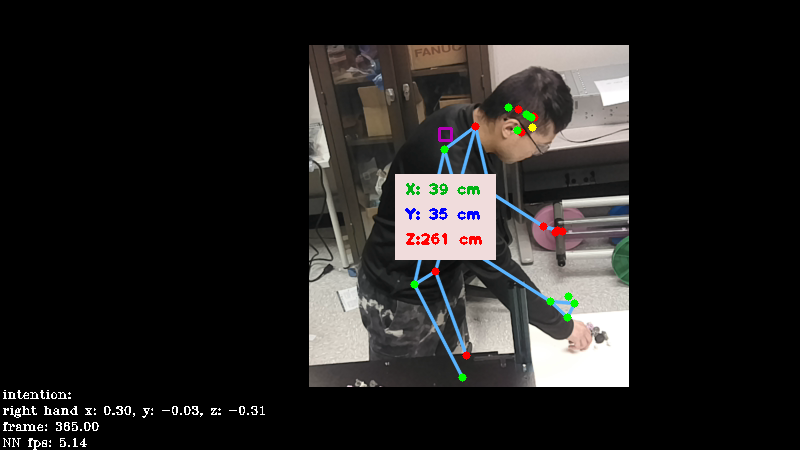 FANUC
X: 39 cm
Y: 35 cm
Z:261 cm
intention:
right hand x: 0.30, y: -0.03, z: -0.31
frame: 365.00
NN fps: 5.14